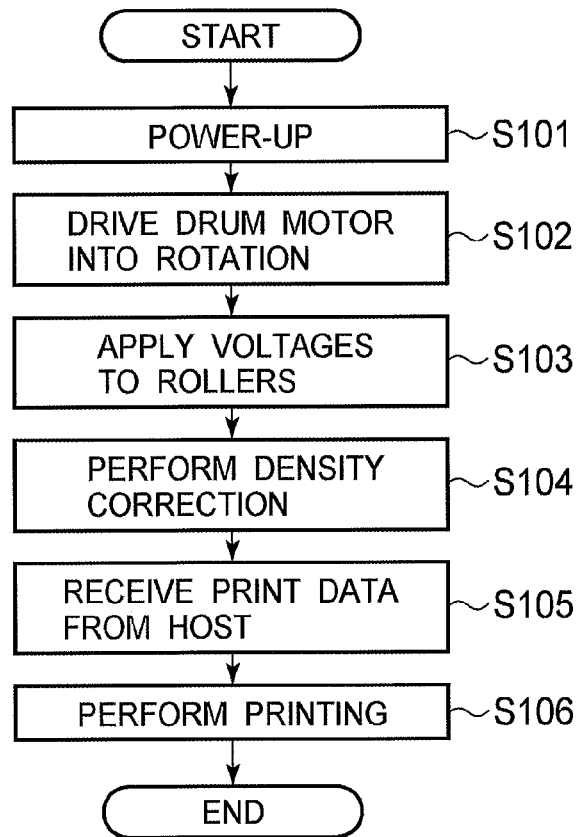 START
POWER-UP
S101
DRIVE DRUM MOTOR
INTO ROTATION
S102
APPLY VOLTAGES
TO ROLLERS
S103
PERFORM DENSITY
CORRECTION
S104
RECEIVE PRINT DATA
FROM HOST
S105
PERFORM PRINTING
S106
END